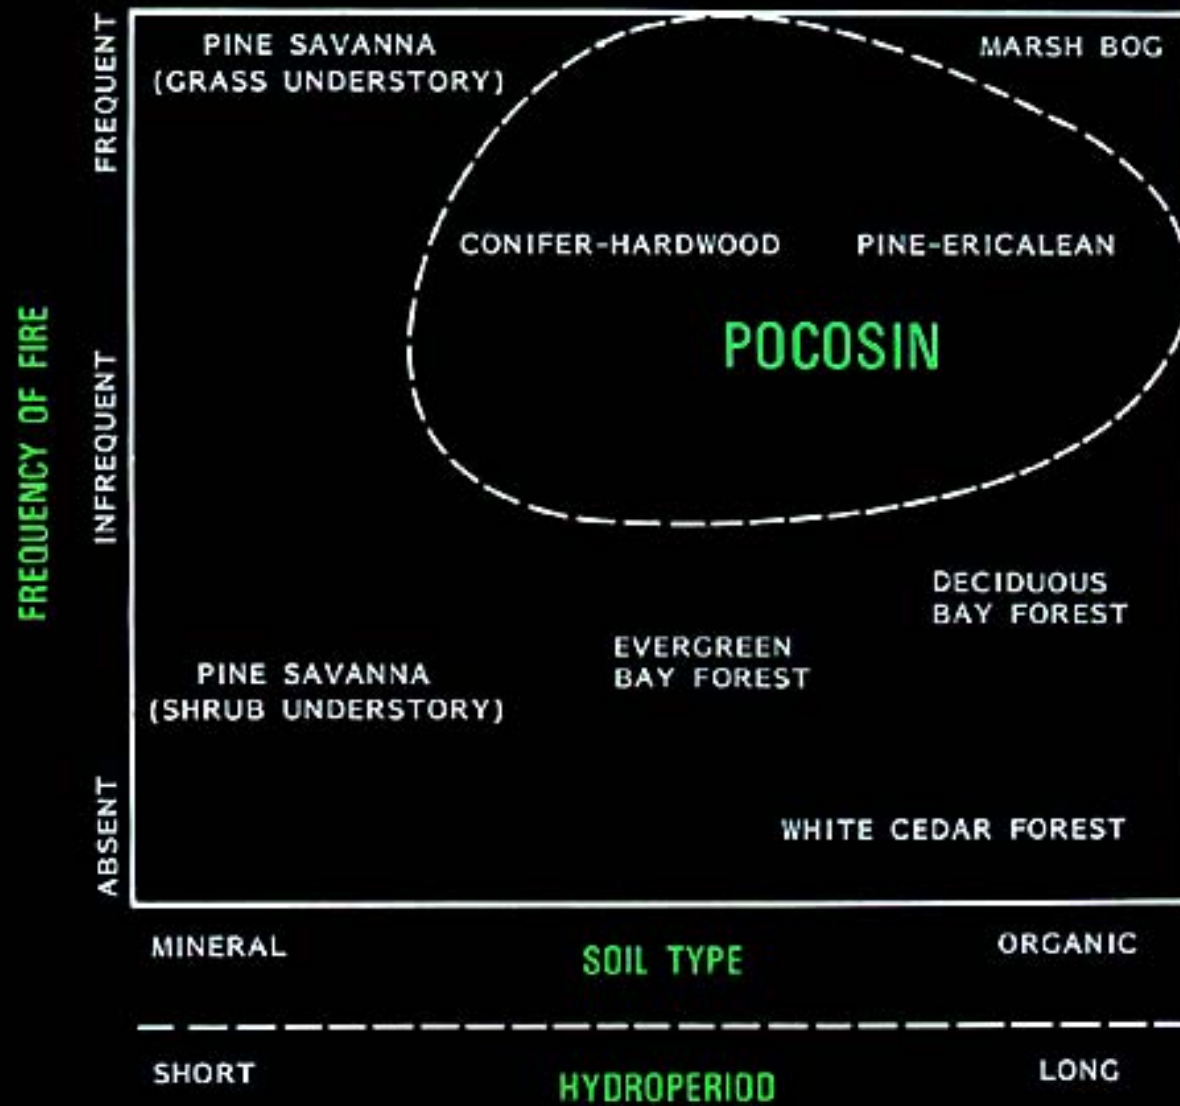 PINE SAVANNA
(GRASS UNDERSTORY)
MARSH BOG
CONIFER-HARDWOOD
PINE-ERICALEAN
POCOSIN
DECIDUOUS
BAY FOREST
EVERGREEN
BAY FOREST
PINE SAVANNA
(SHRUB UNDERSTORY)
WHITE CEDAR FOREST
FREQUENCY OF FIRE
FREQUENT
INFREQUENT
ABSENT
MINERAL
SOIL TYPE
ORGANIC
SHORT
HYDROPERIOD
LONG